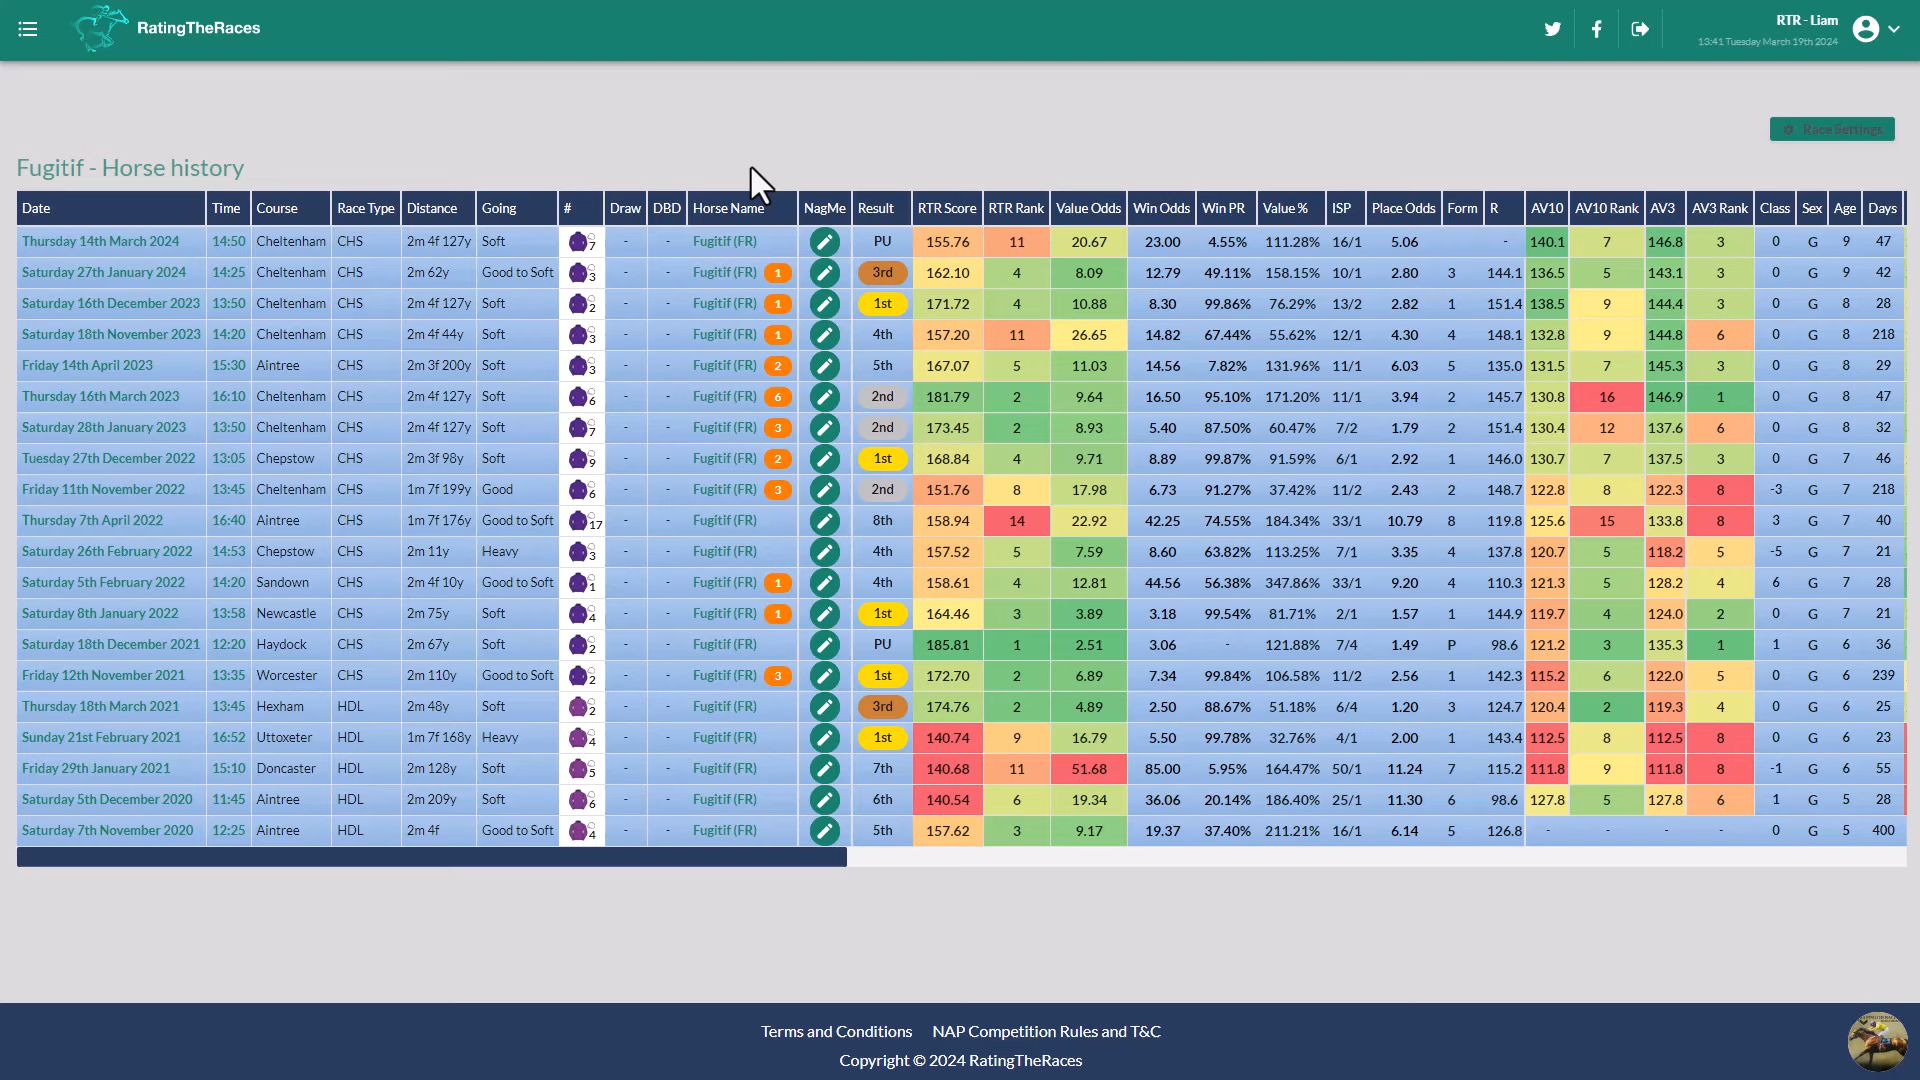 RatingTheRaces
RTR - Liam
13:41 Tuesday March 19th 2024
Race Settings
Fugitif - Horse history
Date Time Course Race Type Distance Going # Draw DBD Horse Name NagMe Result RTR Score RTR Rank Value Odds Win Odds Win PR Value % ISP Place Odds Form R AV10 AV10 Rank AV3 AV3 Rank Class Sex Age Days
Thursday 14th March 2024 14:50 Cheltenham CHS 2m 4f 127y Soft 7 - - Fugitif (FR) PU 155.76 11 20.67 23.00 4.55% 111.28% 16/1 5.06 - 140.1 7 146.8 3 0 G 9 47
Saturday 27th January 2024 14:25 Cheltenham CHS 2m 62y Good to Soft 3 - - Fugitif (FR) 1 3rd 162.10 4 8.09 12.79 49.11% 158.15% 10/1 2.80 3 144.1 136.5 5 143.1 3 0 G 9 42
Saturday 16th December 2023 13:50 Cheltenham CHS 2m 4f 127y Soft 2 - - Fugitif (FR) 1 1st 171.72 4 10.88 8.30 99.86% 76.29% 13/2 2.82 1 151.4 138.5 9 144.4 3 0 G 8 28
Saturday 18th November 2023 14:20 Cheltenham CHS 2m 4f 44y Soft 3 - - Fugitif (FR) 1 4th 157.20 11 26.65 14.82 67.44% 55.62% 12/1 4.30 4 148.1 132.8 9 144.8 6 0 G 8 218
Friday 14th April 2023 15:30 Aintree CHS 2m 3f 200y Soft 3 - - Fugitif (FR) 2 5th 167.07 5 11.03 14.56 7.82% 131.96% 11/1 6.03 5 135.0 131.5 7 145.3 3 0 G 8 29
Thursday 16th March 2023 16:10 Cheltenham CHS 2m 4f 127y Soft 6 - - Fugitif (FR) 6 2nd 181.79 2 9.64 16.50 95.10% 171.20% 11/1 3.94 2 145.7 130.8 16 146.9 1 0 G 8 47
Saturday 28th January 2023 13:50 Cheltenham CHS 2m 4f 127y Soft 7 - - Fugitif (FR) 3 2nd 173.45 2 8.93 5.40 87.50% 60.47% 7/2 1.79 2 151.4 130.4 12 137.6 6 0 G 8 32
Tuesday 27th December 2022 13:05 Chepstow CHS 2m 3f 98y Soft 9 - - Fugitif (FR) 2 1st 168.84 4 9.71 8.89 99.87% 91.59% 6/1 2.92 1 146.0 130.7 7 137.5 3 0 G 7 46
Friday 11th November 2022 13:45 Cheltenham CHS 1m 7f 199y Good 6 - - Fugitif (FR) 3 2nd 151.76 8 17.98 6.73 91.27% 37.42% 11/2 2.43 2 148.7 122.8 8 122.3 8 -3 G 7 218
Thursday 7th April 2022 16:40 Aintree CHS 1m 7f 176y Good to Soft 17 - - Fugitif (FR) 8th 158.94 14 22.92 42.25 74.55% 184.34% 33/1 10.79 8 119.8 125.6 15 133.8 8 3 G 7 40
Saturday 26th February 2022 14:53 Chepstow CHS 2m 11y Heavy 3 - - Fugitif (FR) 4th 157.52 5 7.59 8.60 63.82% 113.25% 7/1 3.35 4 137.8 120.7 5 118.2 5 -5 G 7 21
Saturday 5th February 2022 14:20 Sandown CHS 2m 4f 10y Good to Soft 1 - - Fugitif (FR) 1 4th 158.61 4 12.81 44.56 56.38% 347.86% 33/1 9.20 4 110.3 121.3 5 128.2 4 6 G 7 28
Saturday 8th January 2022 13:58 Newcastle CHS 2m 75y Soft 4 - - Fugitif (FR) 1 1st 164.46 3 3.89 3.18 99.54% 81.71% 2/1 1.57 1 144.9 119.7 4 124.0 2 0 G 7 21
Saturday 18th December 2021 12:20 Haydock CHS 2m 67y Soft 2 - - Fugitif (FR) PU 185.81 1 2.51 3.06 - 121.88% 7/4 1.49 P 98.6 121.2 3 135.3 1 1 G 6 36
Friday 12th November 2021 13:35 Worcester CHS 2m 110y Good to Soft 2 - - Fugitif (FR) 3 1st 172.70 2 6.89 7.34 99.84% 106.58% 11/2 2.56 1 142.3 115.2 6 122.0 5 0 G 6 239
Thursday 18th March 2021 13:45 Hexham HDL 2m 48y Soft 2 - - Fugitif (FR) 3rd 174.76 2 4.89 2.50 88.67% 51.18% 6/4 1.20 3 124.7 120.4 2 119.3 4 0 G 6 25
Sunday 21st February 2021 16:52 Uttoxeter HDL 1m 7f 168y Heavy 4 - - Fugitif (FR) 1st 140.74 9 16.79 5.50 99.78% 32.76% 4/1 2.00 1 143.4 112.5 8 112.5 8 0 G 6 23
Friday 29th January 2021 15:10 Doncaster HDL 2m 128y Soft 5 - - Fugitif (FR) 7th 140.68 11 51.68 85.00 5.95% 164.47% 50/1 11.24 7 115.2 111.8 9 111.8 8 -1 G 6 55
Saturday 5th December 2020 11:45 Aintree HDL 2m 209y Soft 6 - - Fugitif (FR) 6th 140.54 6 19.34 36.06 20.14% 186.40% 25/1 11.30 6 98.6 127.8 5 127.8 6 1 G 5 28
Saturday 7th November 2020 12:25 Aintree HDL 2m 4f Good to Soft 4 - - Fugitif (FR) 5th 157.62 3 9.17 19.37 37.40% 211.21% 16/1 6.14 5 126.8 - - - - 0 G 5 400
Terms and Conditions NAP Competition Rules and T&C
Copyright © 2024 RatingTheRaces